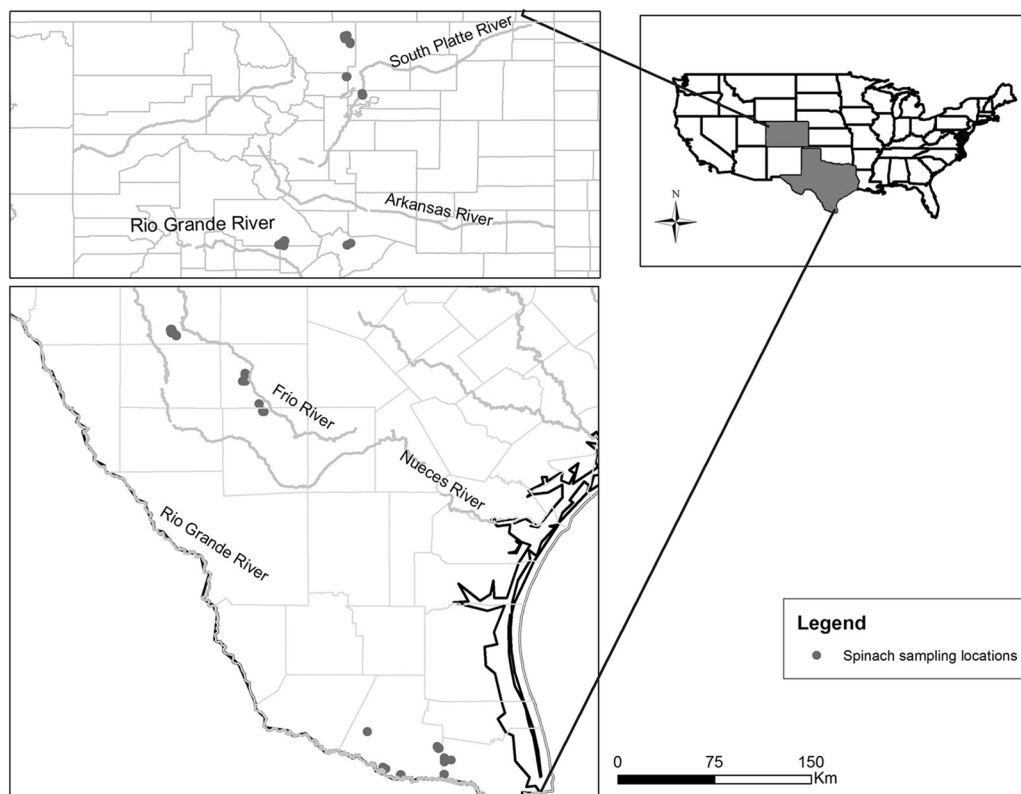 South Platte River
Arkansas River
Rio Grande River
N
Frio River
Nueces River
Rio Grande River
Legend
Spinach sampling locations
0 75 150
Km